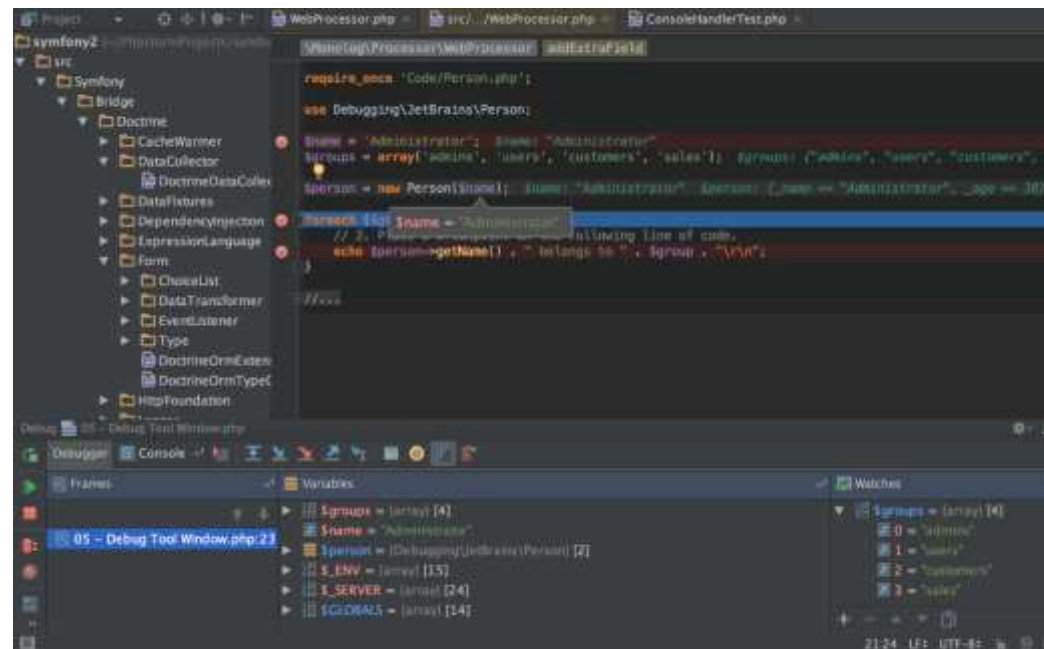 Project
WebProcessor.php
src/.../WebProcessor.php
ConsoleHandlerTest.php
symfony2
\Monolog\Processor\WebProcessor addExtraField
src
Symfony
Bridge
Doctrine
CacheWarmer
DataCollector
DoctrineDataCollec
DataFixtures
DependencyInjection
ExpressionLanguage
Form
ChoiceList
DataTransformer
EventListener
Type
DoctrineOrmExten
DoctrineOrmTypeG
HttpFoundation
require_once 'Code/Person.php';
use Debugging\JetBrains\Person;
$name = 'Administrator'; $name: "Administrator"
$groups = array('admins', 'users', 'customers', 'sales'); $groups: {"admins", "users", "customers",
$person = new Person($name); $name: "Administrator" $person: {_name => "Administrator", _age => 30
foreach
$name = "Administrator"
// 2. following line of code.
echo $person->getName() . " belongs to " . $group . "\r\n";
}
//...
Debug 05 - Debug Tool Window.php
Debugger Console
Frames
Variables
Watches
05 - Debug Tool Window.php:23
$groups = (array) [4]
$name = "Administrator"
$person = (Debugging\JetBrains\Person) [2]
$_ENV = (array) [15]
$_SERVER = (array) [24]
$GLOBALS = (array) [14]
$groups = (array) [4]
0 = "admins"
1 = "users"
2 = "customers"
3 = "sales"
21:24 LF: UTF-8: